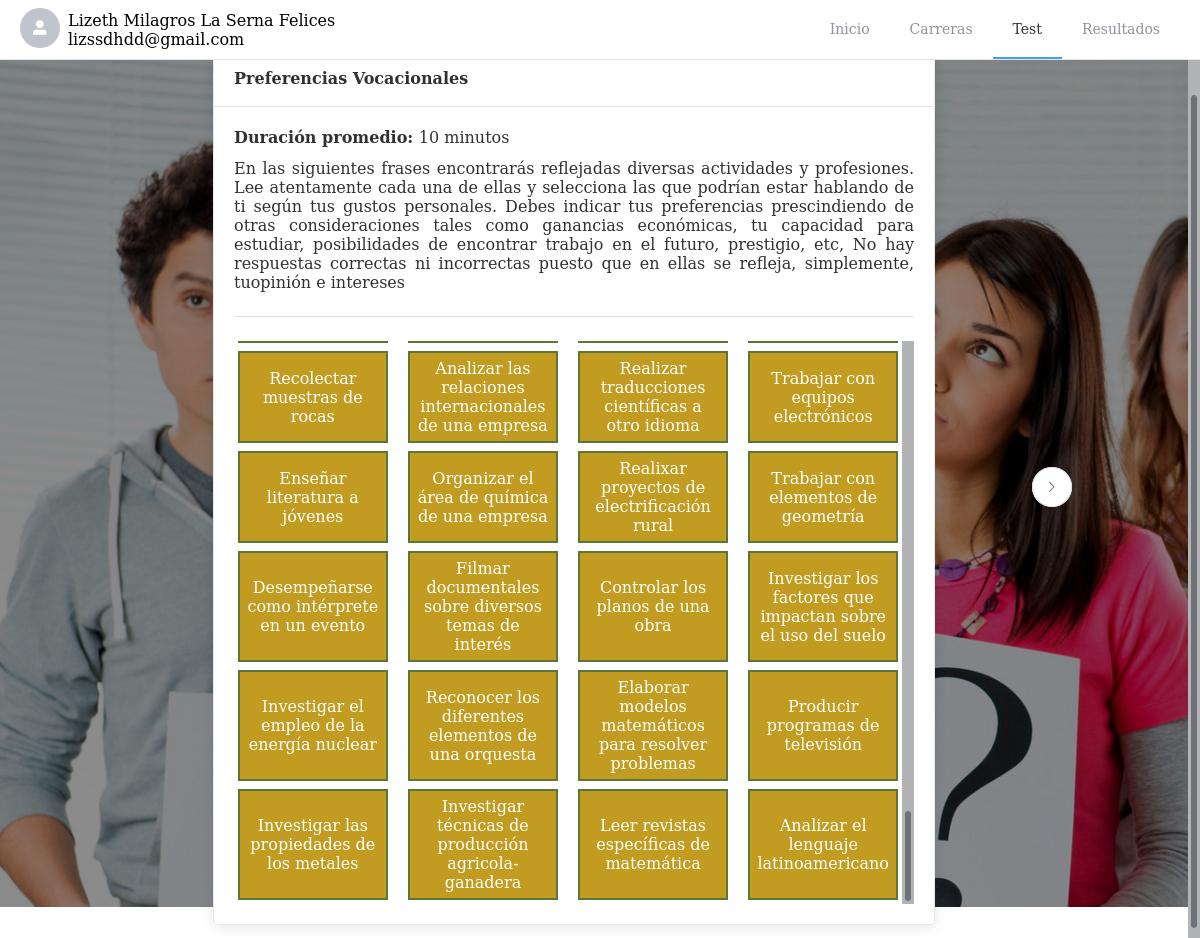 Lizeth Milagros La Serna Felices
lizssdhdd@gmail.com
Inicio
Carreras
Test
Resultados
Preferencias Vocacionales
Duración promedio: 10 minutos
En las siguientes frases encontrarás reflejadas diversas actividades y profesiones.
Lee atentamente cada una de ellas y selecciona las que podrían estar hablando de
ti según tus gustos personales. Debes indicar tus preferencias prescindiendo de
otras consideraciones tales como ganancias económicas, tu capacidad para
estudiar, posibilidades de encontrar trabajo en el futuro, prestigio, etc, No hay
respuestas correctas ni incorrectas puesto que en ellas se refleja, simplemente,
tuopinión e intereses
Recolectar
muestras de
rocas
Analizar las
relaciones
internacionales
de una empresa
Realizar
traducciones
científicas a
otro idioma
Trabajar con
equipos
electrónicos
Enseñar
literatura a
jóvenes
Organizar el
área de química
de una empresa
Realixar
proyectos de
electrificación
rural
Trabajar con
elementos de
geometría
Desempeñarse
como intérprete
en un evento
Filmar
documentales
sobre diversos
temas de
interés
Controlar los
planos de una
obra
Investigar los
factores que
impactan sobre
el uso del suelo
Investigar el
empleo de la
energía nuclear
Reconocer los
diferentes
elementos de
una orquesta
Elaborar
modelos
matemáticos
para resolver
problemas
Producir
programas de
televisión
Investigar las
propiedades de
los metales
Investigar
técnicas de
producción
agricola-
ganadera
Leer revistas
específicas de
matemática
Analizar el
lenguaje
latinoamericano
?